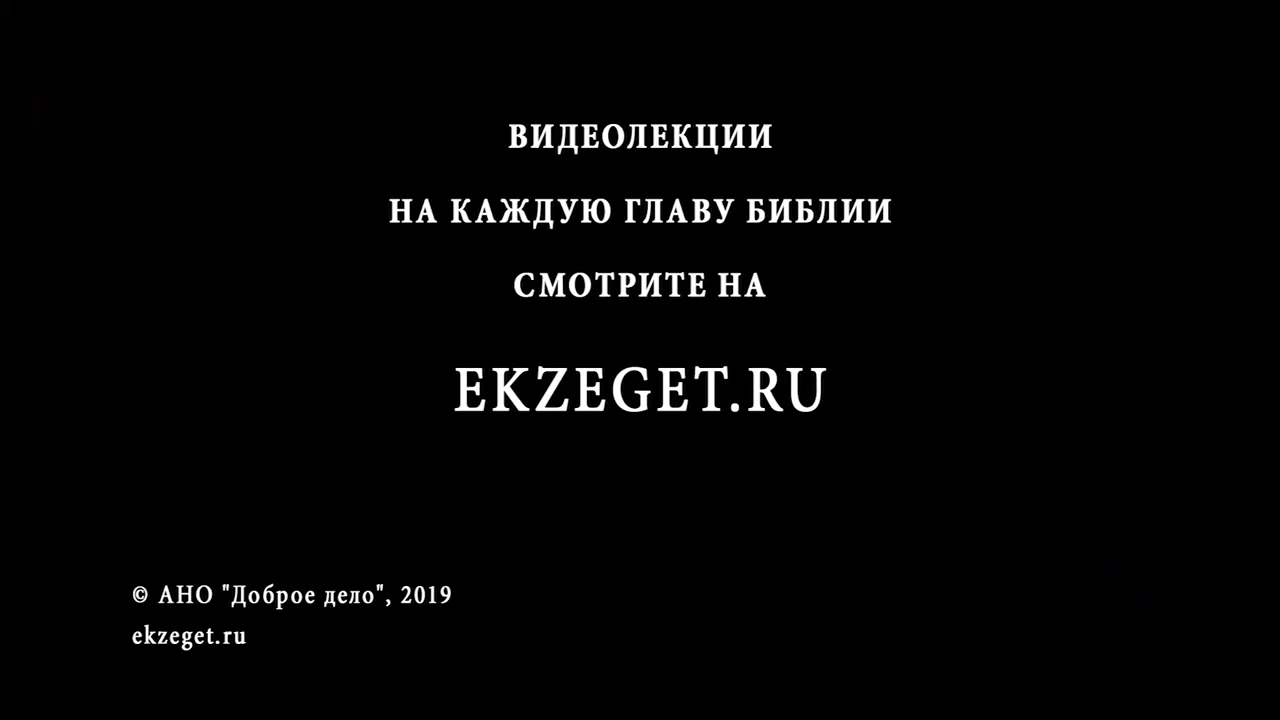 ВИДЕОЛЕКЦИИ
НА КАЖДУЮ ГЛАВУ БИБЛИИ
СМОТРИТЕ НА
EKZEGET.RU
© АНО "Доброе дело", 2019
ekzeget.ru